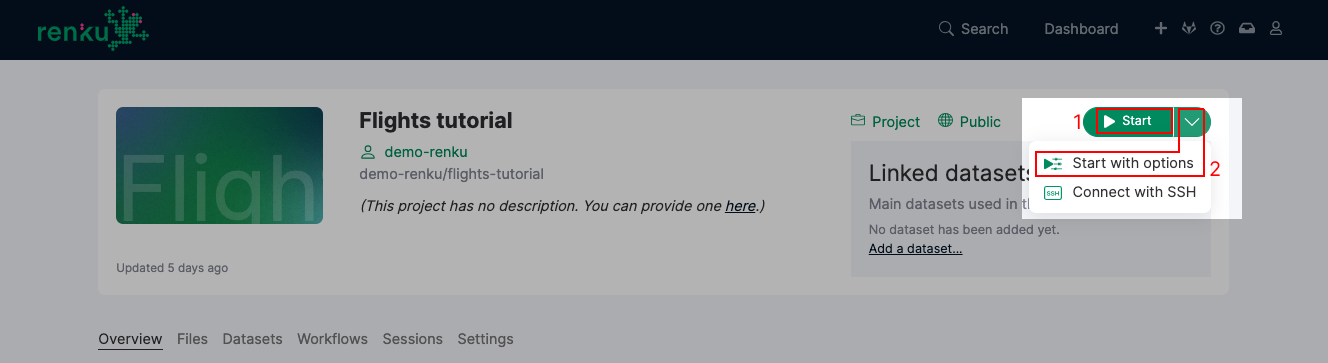 renku
Search
Dashboard
Fligh
Flights tutorial
demo-renku
demo-renku/flights-tutorial
(This project has no description. You can provide one here.)
Updated 5 days ago
Project
Public
1
Start
Start with options
2
SSH
Connect with SSH
Linked datasets
Main datasets used in th
No dataset has been added yet.
Add a dataset...
Overview Files Datasets Workflows Sessions Settings